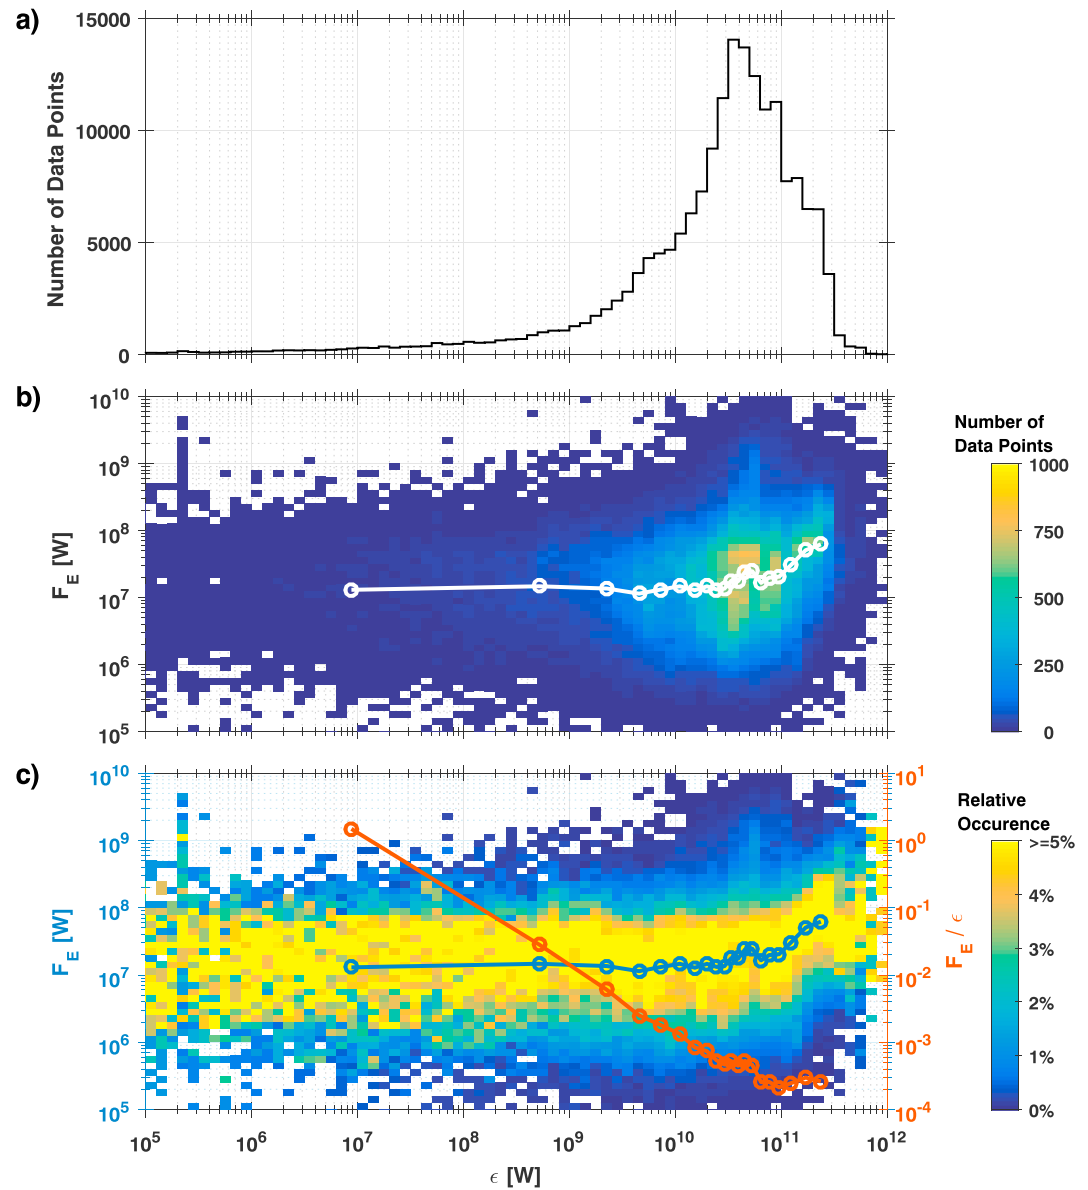 a)
15000
10000
5000
0
Number of Data Points
b)
10^10
10^9
10^8
10^7
10^6
10^5
F_E [W]
Number of
Data Points
1000
750
500
250
0
c)
10^10
10^9
10^8
10^7
10^6
10^5
F_E [W]
10^1
10^0
10^-1
10^-2
10^-3
10^-4
F_E / ϵ
Relative
Occurence
>=5%
4%
3%
2%
1%
0%
10^5 10^6 10^7 10^8 10^9 10^10 10^11 10^12
ϵ [W]